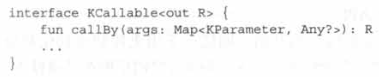 interface KCallable<out R> {
    fun callBy(args: Map<KParameter, Any?>): R
    ...
}